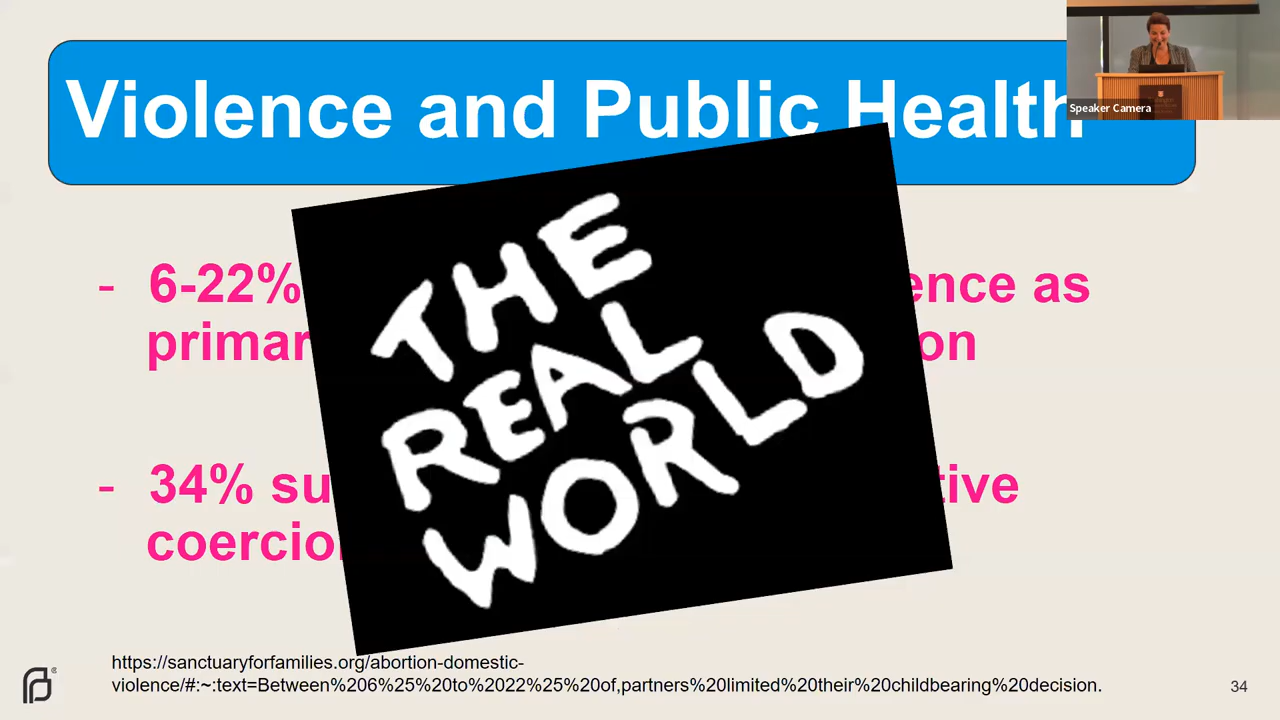 Violence and Public Health
Speaker Camera
THE
REAL
WORLD
- 6-22% ence as
primar on
- 34% su tive
coercio
https://sanctuaryforfamilies.org/abortion-domestic-
violence/#:~:text=Between%206%25%20to%2022%25%20of,partners%20limited%20their%20childbearing%20decision.
34